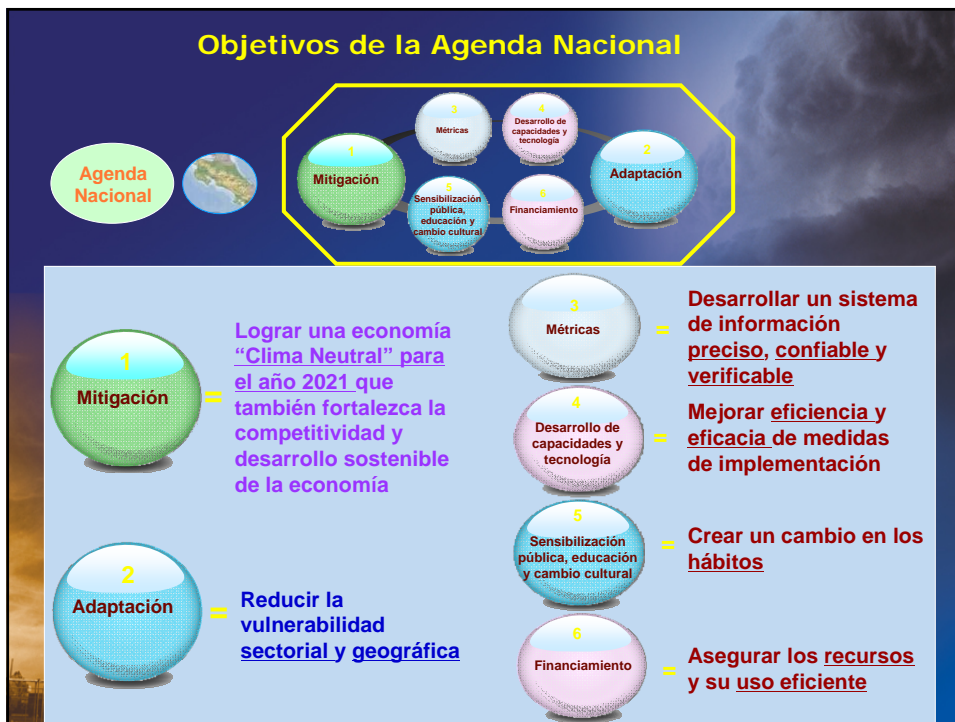 Objetivos de la Agenda Nacional
Agenda
Nacional
1
Mitigación
3
Métricas
4
Desarrollo de
capacidades y
tecnología
5
Sensibilización
pública,
educación y
cambio cultural
6
Financiamiento
2
Adaptación
1
Mitigación
=
Lograr una economía
“Clima Neutral” para
el año 2021 que
también fortalezca la
competitividad y
desarrollo sostenible
de la economía
2
Adaptación
=
Reducir la
vulnerabilidad
sectorial y geográfica
3
Métricas
=
Desarrollar un sistema
de información
preciso, confiable y
verificable
4
Desarrollo de
capacidades y
tecnología
=
Mejorar eficiencia y
eficacia de medidas
de implementación
5
Sensibilización
pública, educación
y cambio cultural
=
Crear un cambio en los
hábitos
6
Financiamiento
=
Asegurar los recursos
y su uso eficiente